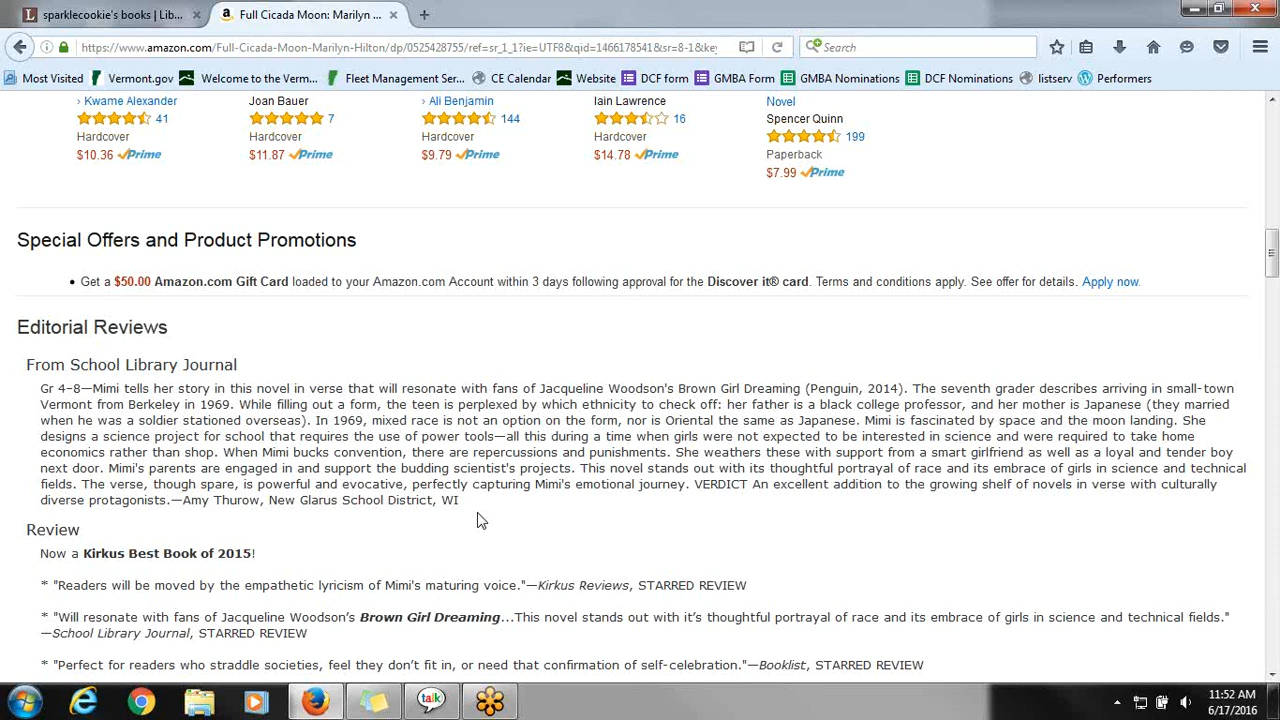 sparklecookie's books | Lib...
Full Cicada Moon: Marilyn ...
https://www.amazon.com/Full-Cicada-Moon-Marilyn-Hilton/dp/0525428755/ref=sr_1_1?ie=UTF8&qid=1466178541&sr=8-1&key
Search
Most Visited
Vermont.gov
Welcome to the Verm...
Fleet Management Ser...
CE Calendar
Website
DCF form
GMBA Form
GMBA Nominations
DCF Nominations
listserv
Performers
› Kwame Alexander
Joan Bauer
› Ali Benjamin
Iain Lawrence
Novel
41
7
144
16
Spencer Quinn
Hardcover
Hardcover
Hardcover
Hardcover
199
$10.36 Prime
$11.87 Prime
$9.79 Prime
$14.78 Prime
Paperback
$7.99 Prime
Special Offers and Product Promotions
• Get a $50.00 Amazon.com Gift Card loaded to your Amazon.com Account within 3 days following approval for the Discover it® card. Terms and conditions apply. See offer for details. Apply now.
Editorial Reviews
From School Library Journal
Gr 4–8—Mimi tells her story in this novel in verse that will resonate with fans of Jacqueline Woodson's Brown Girl Dreaming (Penguin, 2014). The seventh grader describes arriving in small-town
Vermont from Berkeley in 1969. While filling out a form, the teen is perplexed by which ethnicity to check off: her father is a black college professor, and her mother is Japanese (they married
when he was a soldier stationed overseas). In 1969, mixed race is not an option on the form, nor is Oriental the same as Japanese. Mimi is fascinated by space and the moon landing. She
designs a science project for school that requires the use of power tools—all this during a time when girls were not expected to be interested in science and were required to take home
economics rather than shop. When Mimi bucks convention, there are repercussions and punishments. She weathers these with support from a smart girlfriend as well as a loyal and tender boy
next door. Mimi's parents are engaged in and support the budding scientist's projects. This novel stands out with its thoughtful portrayal of race and its embrace of girls in science and technical
fields. The verse, though spare, is powerful and evocative, perfectly capturing Mimi's emotional journey. VERDICT An excellent addition to the growing shelf of novels in verse with culturally
diverse protagonists.—Amy Thurow, New Glarus School District, WI
Review
Now a Kirkus Best Book of 2015!
* "Readers will be moved by the empathetic lyricism of Mimi's maturing voice."—Kirkus Reviews, STARRED REVIEW
* "Will resonate with fans of Jacqueline Woodson’s Brown Girl Dreaming...This novel stands out with it’s thoughtful portrayal of race and its embrace of girls in science and technical fields."
—School Library Journal, STARRED REVIEW
* "Perfect for readers who straddle societies, feel they don’t fit in, or need that confirmation of self-celebration."—Booklist, STARRED REVIEW
talk
11:52 AM
6/17/2016